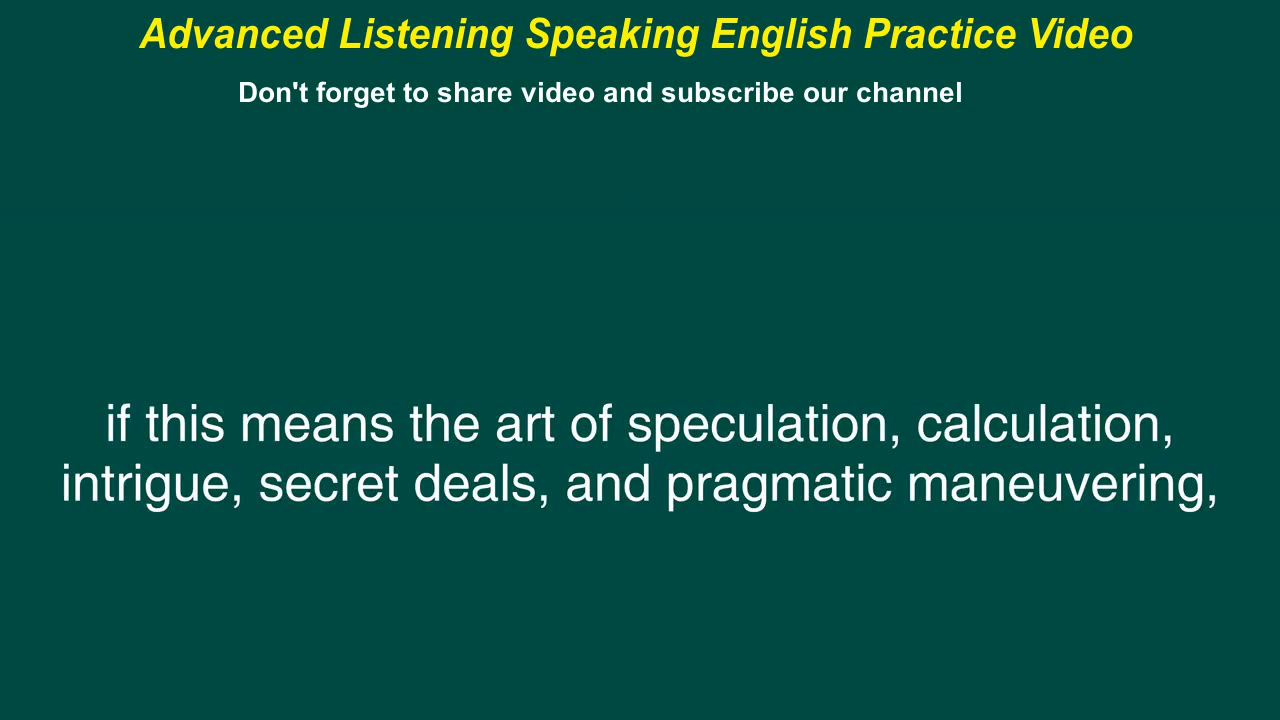 Advanced Listening Speaking English Practice Video
Don't forget to share video and subscribe our channel
if this means the art of speculation, calculation,
intrigue, secret deals, and pragmatic maneuvering,